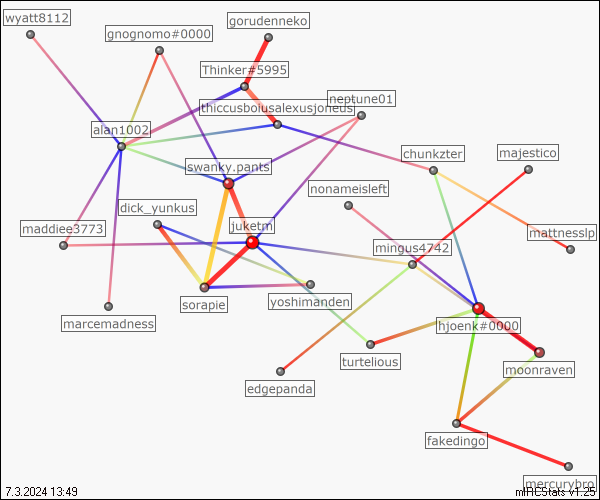 wyatt8112
gorudenneko
gnognomo#0000
Thinker#5995
neptune01
thiccusboiusalexusjoneus
alan1002
chunkzter
majestico
swanky.pants
nonameisleft
dick_yunkus
maddiee3773
juketm
mingus4742
mattnesslp
sorapie
yoshimanden
marcemadness
hjoenk#0000
turtelious
moonraven
edgepanda
fakedingo
mercurybro
7.3.2024 13:49
mIRCStats v1.25